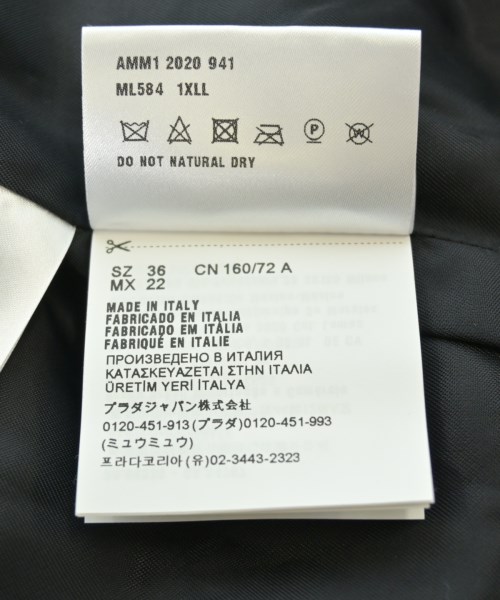 AMM1 2020 941
ML584 1XLL
P
W
DO NOT NATURAL DRY
SZ 36 CN 160/72 A
MX 22
MADE IN ITALY
FABRICADO EN ITALIA
FABRICADO EM ITÁLIA
FABRIQUÉ EN ITALIE
ПРОИЗВЕДЕНО В ИТАЛИЯ
ΚΑΤΑΣΚΕΥΑΖΕΤΑΙ ΣΤΗΝ ΙΤΑΛΙΑ
ÜRETİM YERİ İTALYA
プラダジャパン株式会社
0120-451-913(プラダ)0120-451-993
(ミュウミュウ)
프라다코리아(유)02-3443-2323